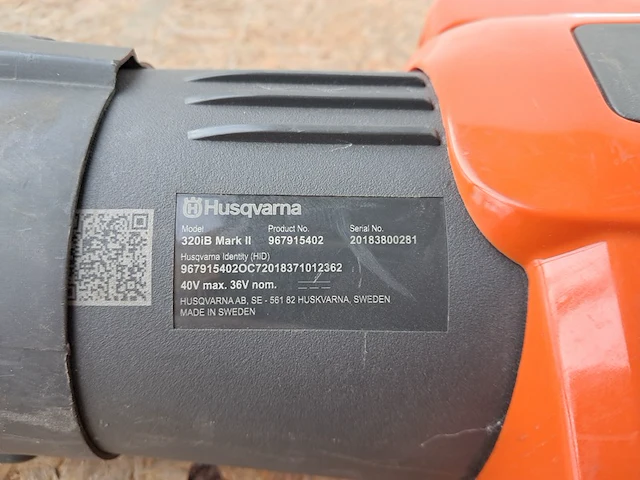 Husqvarna
Model Product No. Serial No.
320iB Mark II 967915402 20183800281
Husqvarna Identity (HID)
967915402OC72018371012362
40V max. 36V nom.
HUSQVARNA AB, SE - 561 82 HUSKVARNA, SWEDEN
MADE IN SWEDEN